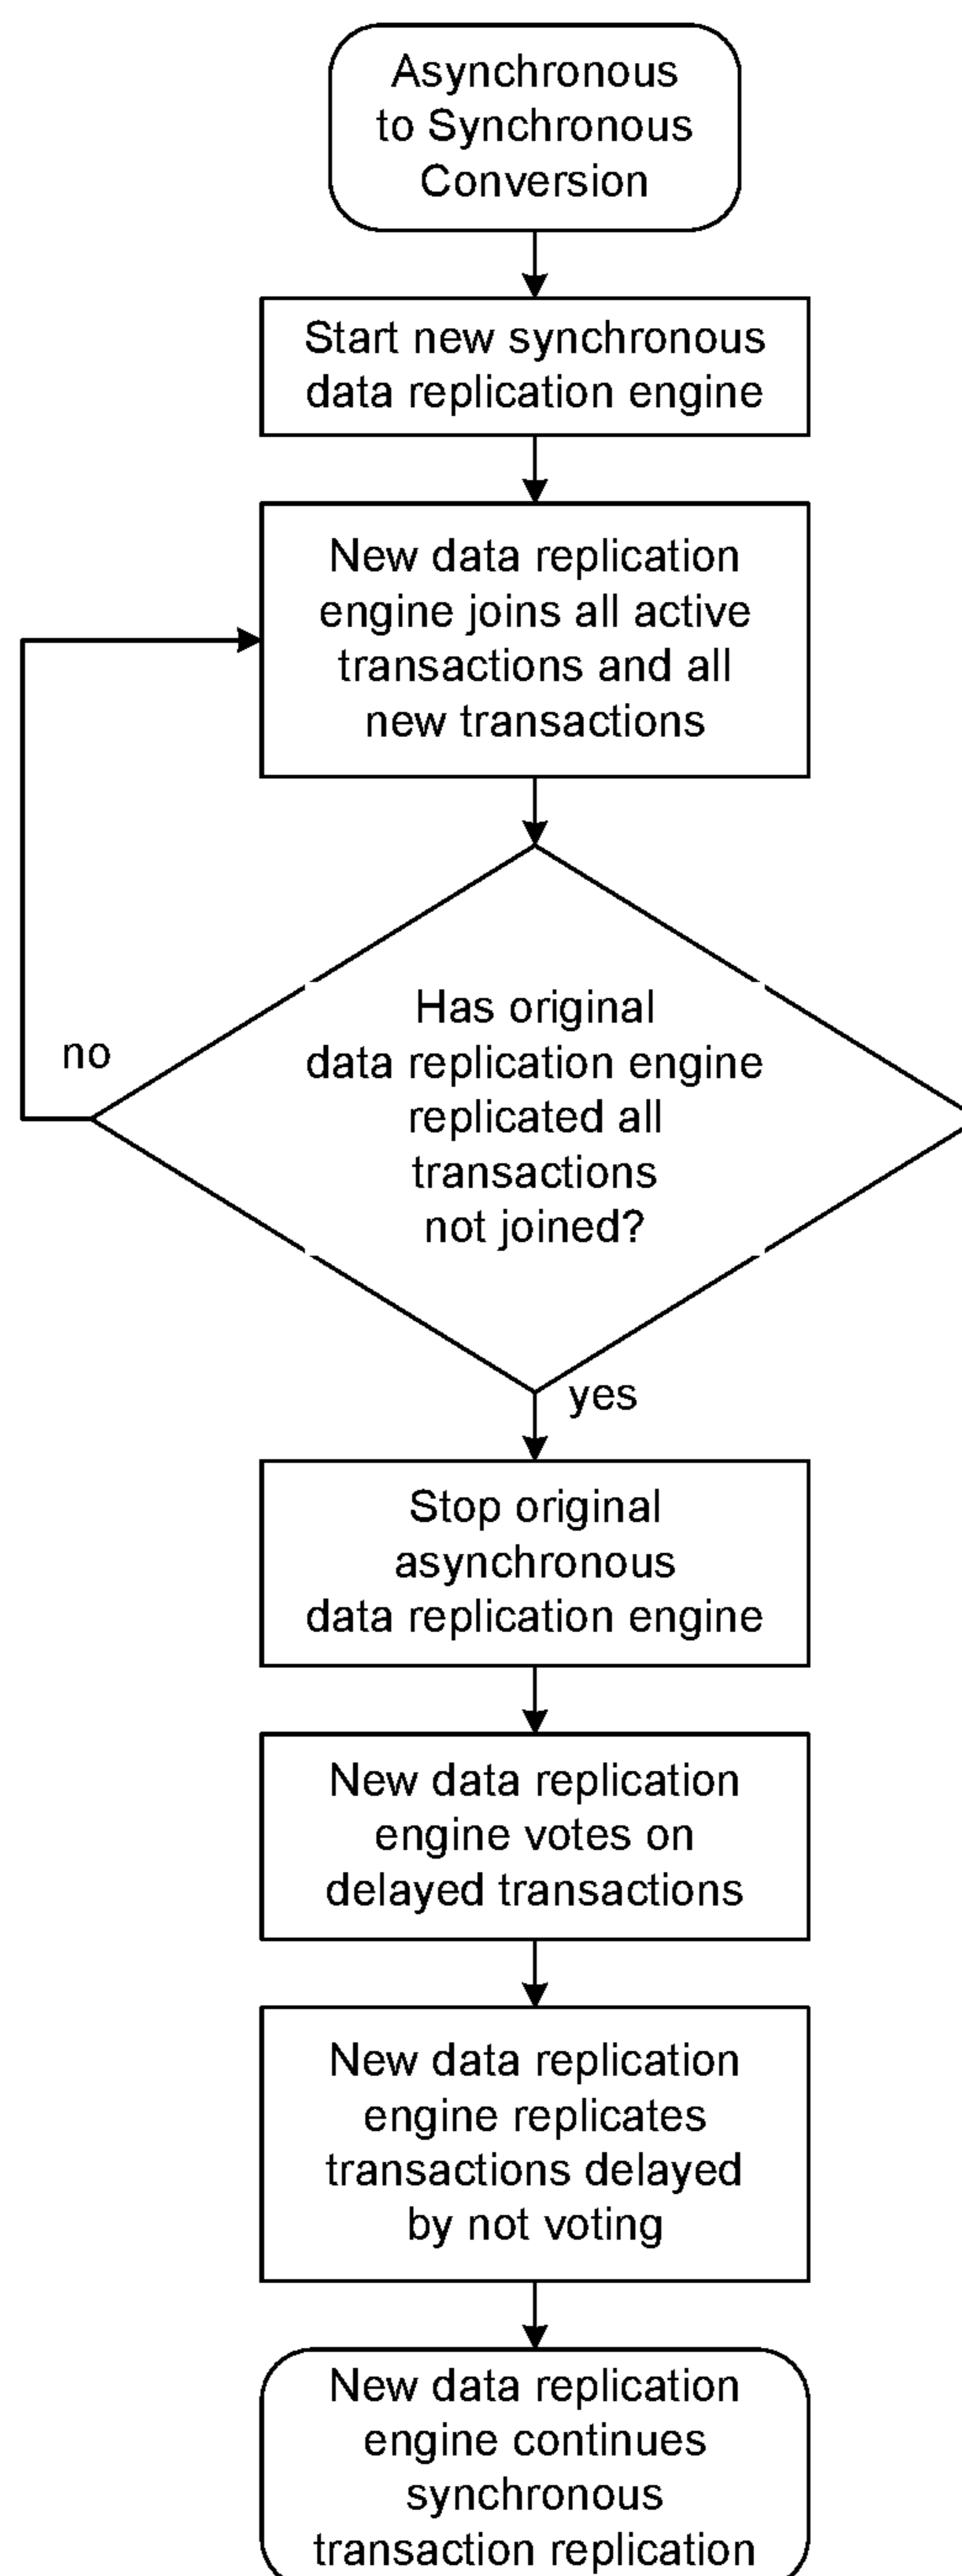 Asynchronous
to Synchronous
Conversion
Start new synchronous
data replication engine
New data replication
engine joins all active
transactions and all
new transactions
Has original
data replication engine
replicated all
transactions
not joined?
no
yes
Stop original
asynchronous
data replication engine
New data replication
engine votes on
delayed transactions
New data replication
engine replicates
transactions delayed
by not voting
New data replication
engine continues
synchronous
transaction replication